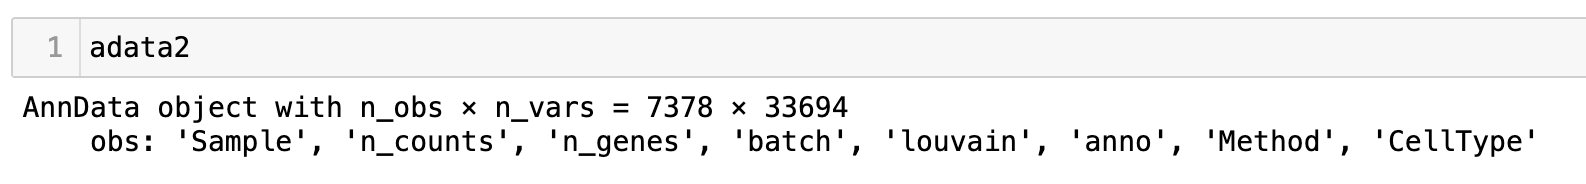 1 adata2
AnnData object with n_obs × n_vars = 7378 × 33694
obs: 'Sample', 'n_counts', 'n_genes', 'batch', 'louvain', 'anno', 'Method', 'CellType'